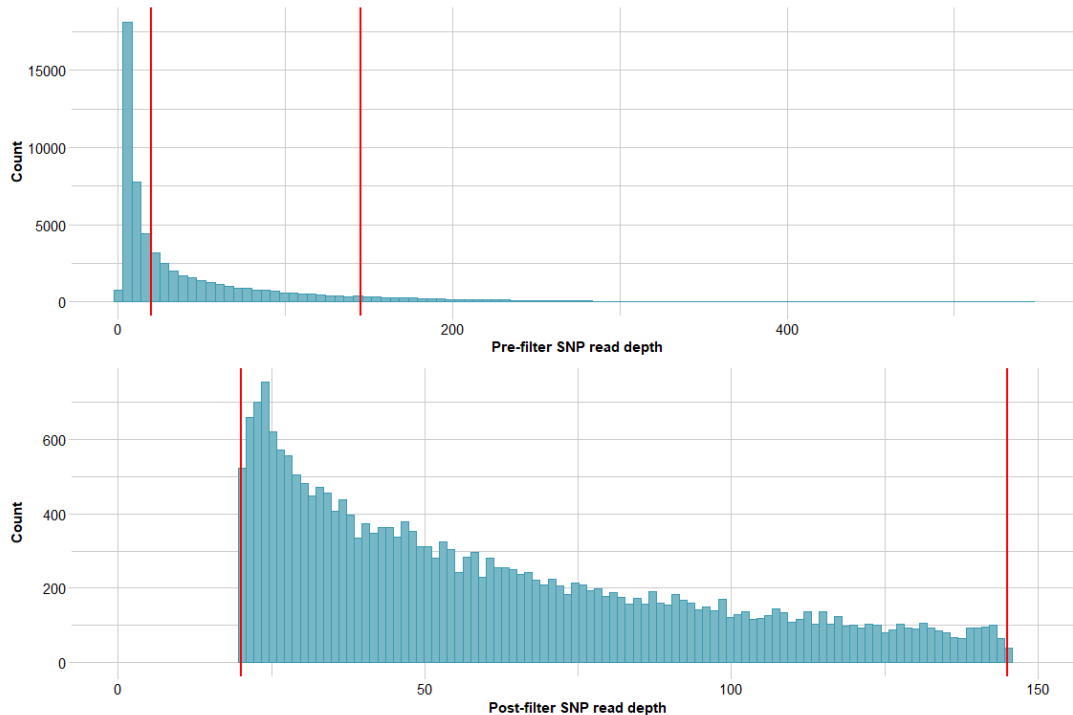 15000
10000
5000
0
Count
0 200 400
Pre-filter SNP read depth
600
400
200
0
Count
0 50 100 150
Post-filter SNP read depth